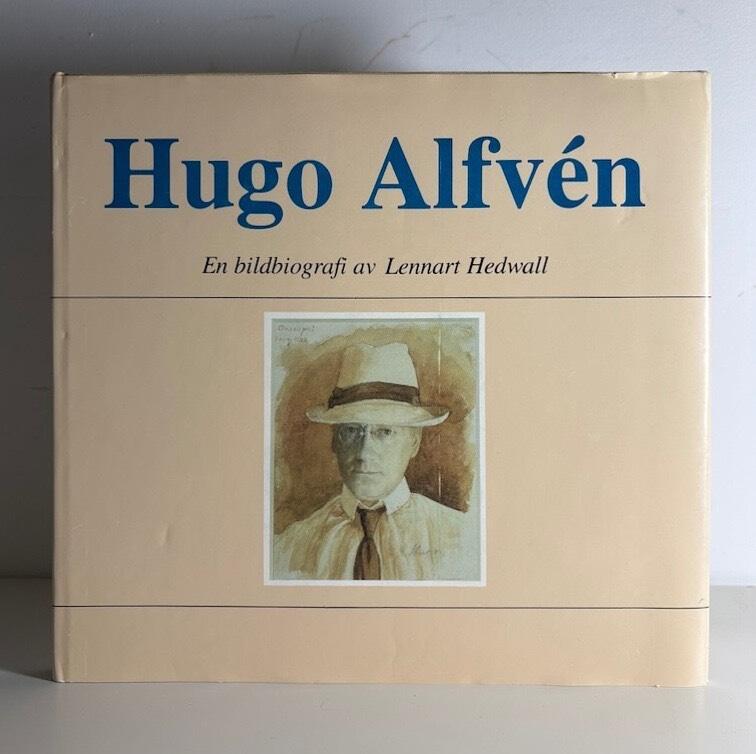 Hugo Alfvén
En bildbiografi av Lennart Hedwall